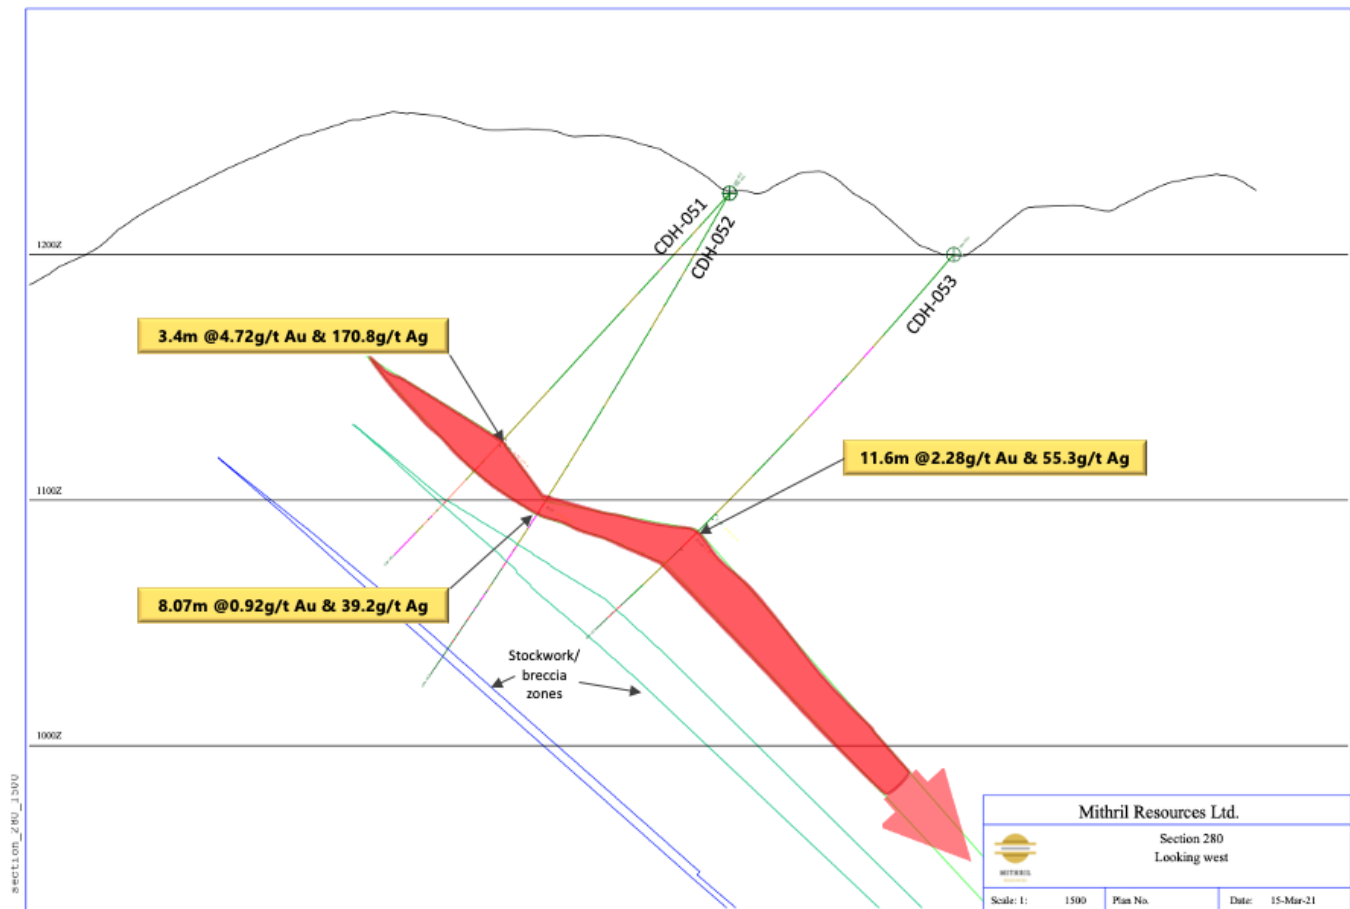 CDH-051
CDH-052
1200Z
CDH-053
3.4m @4.72g/t Au & 170.8g/t Ag
11.6m @2.28g/t Au & 55.3g/t Ag
1100Z
8.07m @0.92g/t Au & 39.2g/t Ag
Stockwork/
breccia
zones
1000Z
section_280_1500
Mithril Resources Ltd.
Section 280
Looking west
MITHRIL
Scale: 1: 1500 Plan No. Date: 15-Mar-21